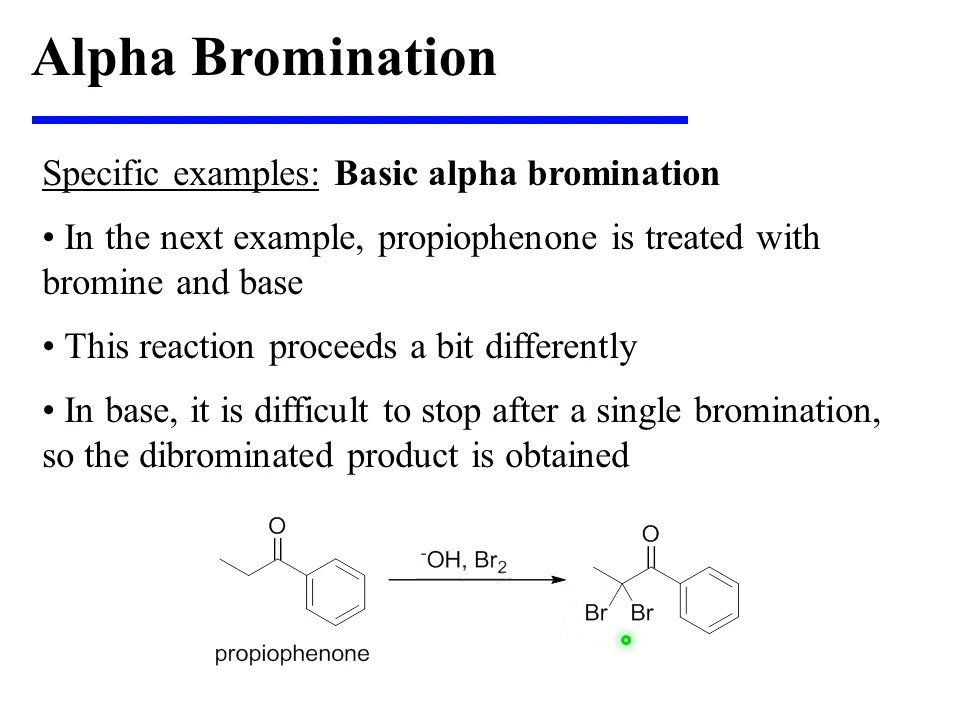 Alpha Bromination
Specific examples: Basic alpha bromination
• In the next example, propiophenone is treated with
bromine and base
• This reaction proceeds a bit differently
• In base, it is difficult to stop after a single bromination,
so the dibrominated product is obtained
O
O
⁻OH, Br₂
Br Br
propiophenone